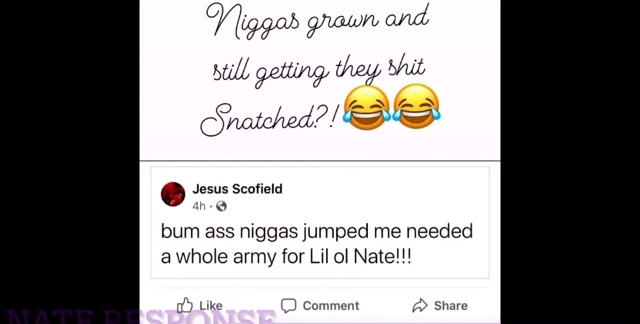 Niggas grown and
still getting they shit
Snatched?!😂😂
Jesus Scofield
4h
bum ass niggas jumped me needed
a whole army for Lil ol Nate!!!
Like Comment Share
NATE RESPONSE